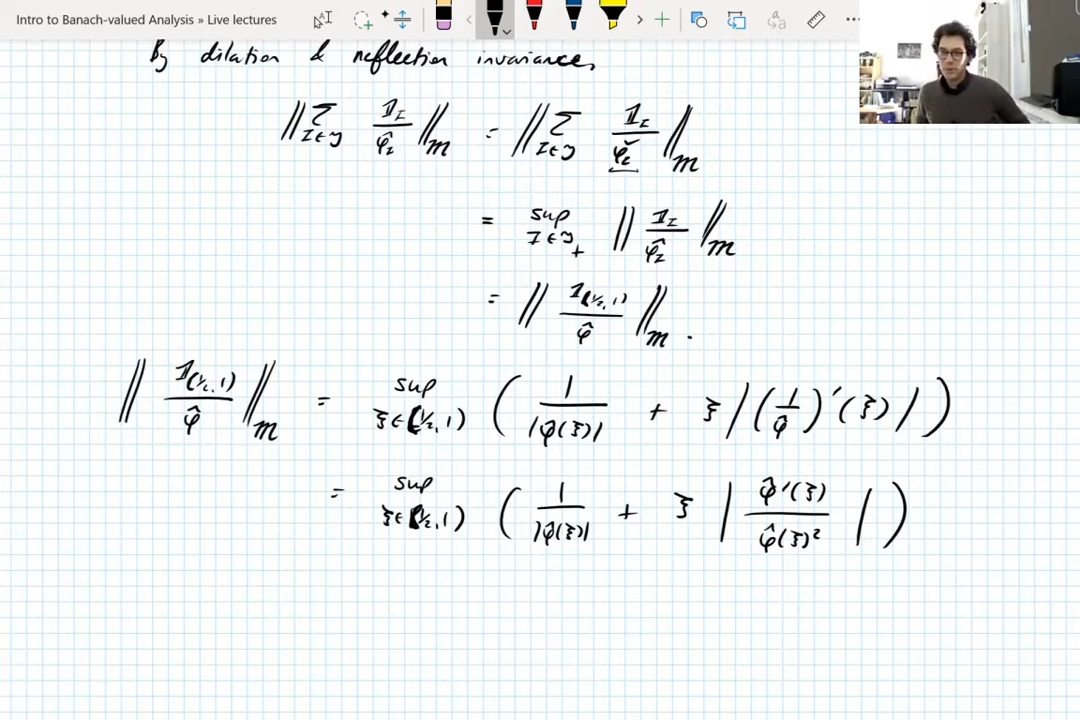 Intro to Banach-valued Analysis » Live lectures
By dilation & reflection invariance,
‖ Σ_{I∈𝒥} 𝟙_I / φ̂_I ‖_𝔪 = ‖ Σ_{I∈𝒥} 𝟙_I / φ̌_I ‖_𝔪
= sup_{I∈𝒥_+} ‖ 𝟙_I / φ̂_I ‖_𝔪
= ‖ 𝟙_{(1/2,1)} / φ̂ ‖_𝔪 .
‖ 𝟙_{(1/2,1)} / φ̂ ‖_𝔪 = sup_{ξ∈(1/2,1)} ( 1 / |φ̂(ξ)| + ξ |(1/φ̂)'(ξ)| )
= sup_{ξ∈(1/2,1)} ( 1 / |φ̂(ξ)| + ξ | φ̂'(ξ) / φ̂(ξ)² | )